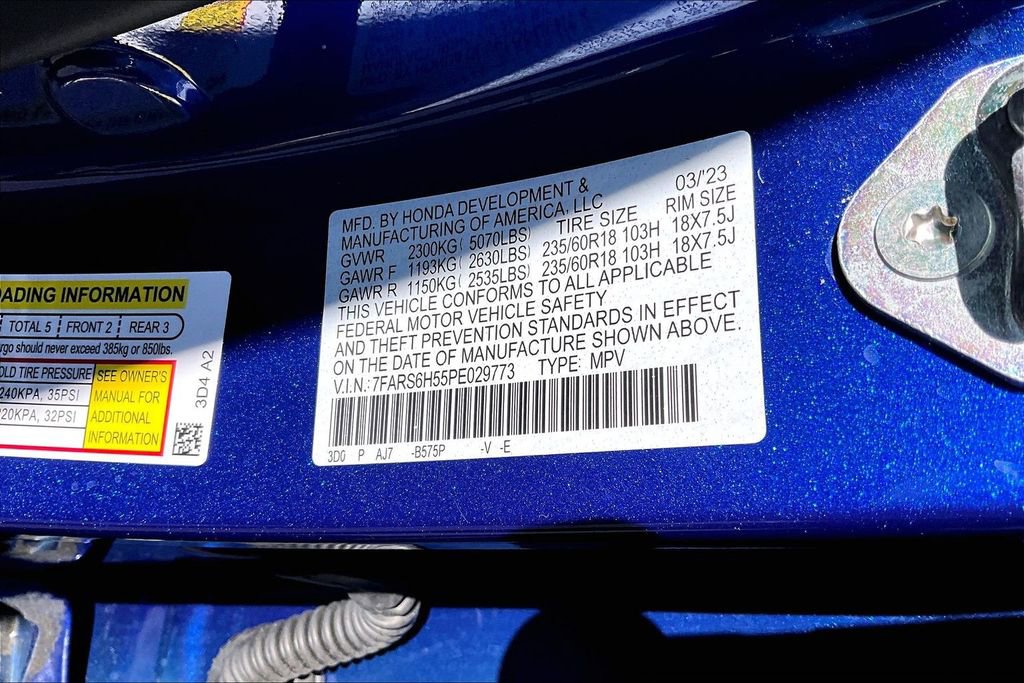 ADING INFORMATION
TOTAL 5 FRONT 2 REAR 3
rgo should never exceed 385kg or 850lbs.
OLD TIRE PRESSURE
240KPA, 35PSI
220KPA, 32PSI
SEE OWNER'S
MANUAL FOR
ADDITIONAL
INFORMATION
3D4 A2
MFD. BY HONDA DEVELOPMENT & 03/'23
MANUFACTURING OF AMERICA, LLC
GVWR 2300KG( 5070LBS) TIRE SIZE RIM SIZE
GAWR F 1193KG( 2630LBS) 235/60R18 103H 18X7.5J
GAWR R 1150KG( 2535LBS) 235/60R18 103H 18X7.5J
THIS VEHICLE CONFORMS TO ALL APPLICABLE
FEDERAL MOTOR VEHICLE SAFETY
AND THEFT PREVENTION STANDARDS IN EFFECT
ON THE DATE OF MANUFACTURE SHOWN ABOVE.
V.I.N.: 7FARS6H55PE029773 TYPE: MPV
3D0 P AJ7 -B575P -V -E